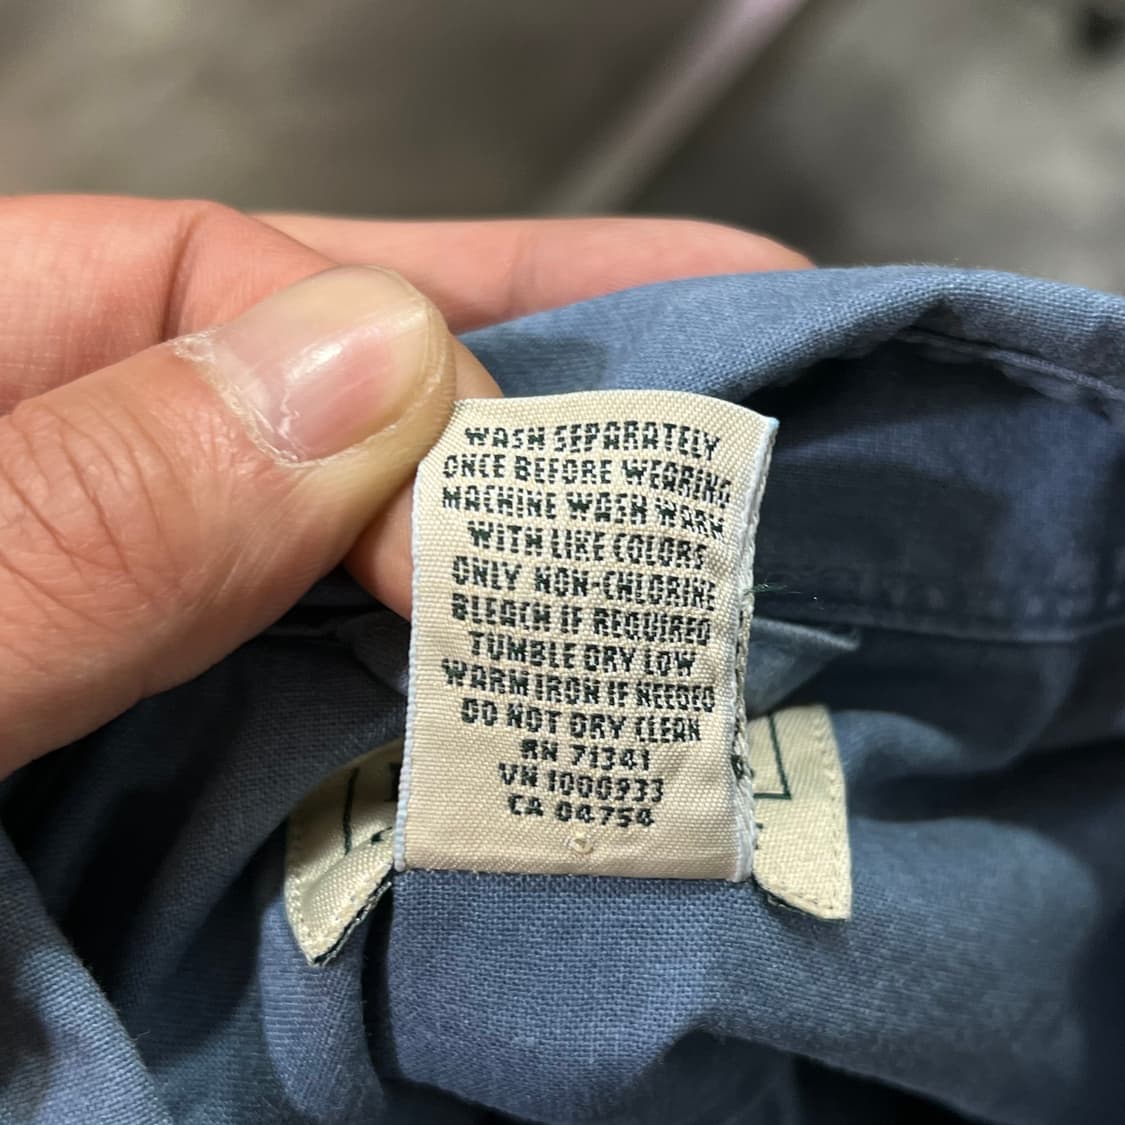 WASH SEPARATELY
ONCE BEFORE WEARING
MACHINE WASH WARM
WITH LIKE COLORS
ONLY NON-CHLORINE
BLEACH IF REQUIRED
TUMBLE DRY LOW
WARM IRON IF NEEDED
DO NOT DRY CLEAN
RN 71341
VN 1000933
CA 04754